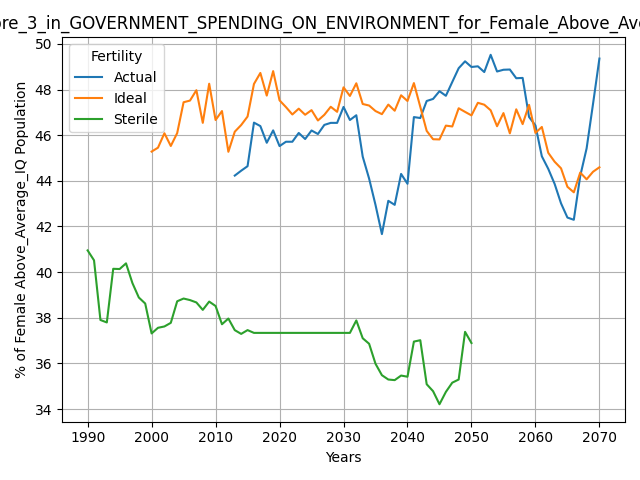 ore_3_in_GOVERNMENT_SPENDING_ON_ENVIRONMENT_for_Female_Above_Ave
Fertility
Actual
Ideal
Sterile
% of Female Above_Average_IQ Population
50
48
46
44
42
40
38
36
34
1990 2000 2010 2020 2030 2040 2050 2060 2070
Years